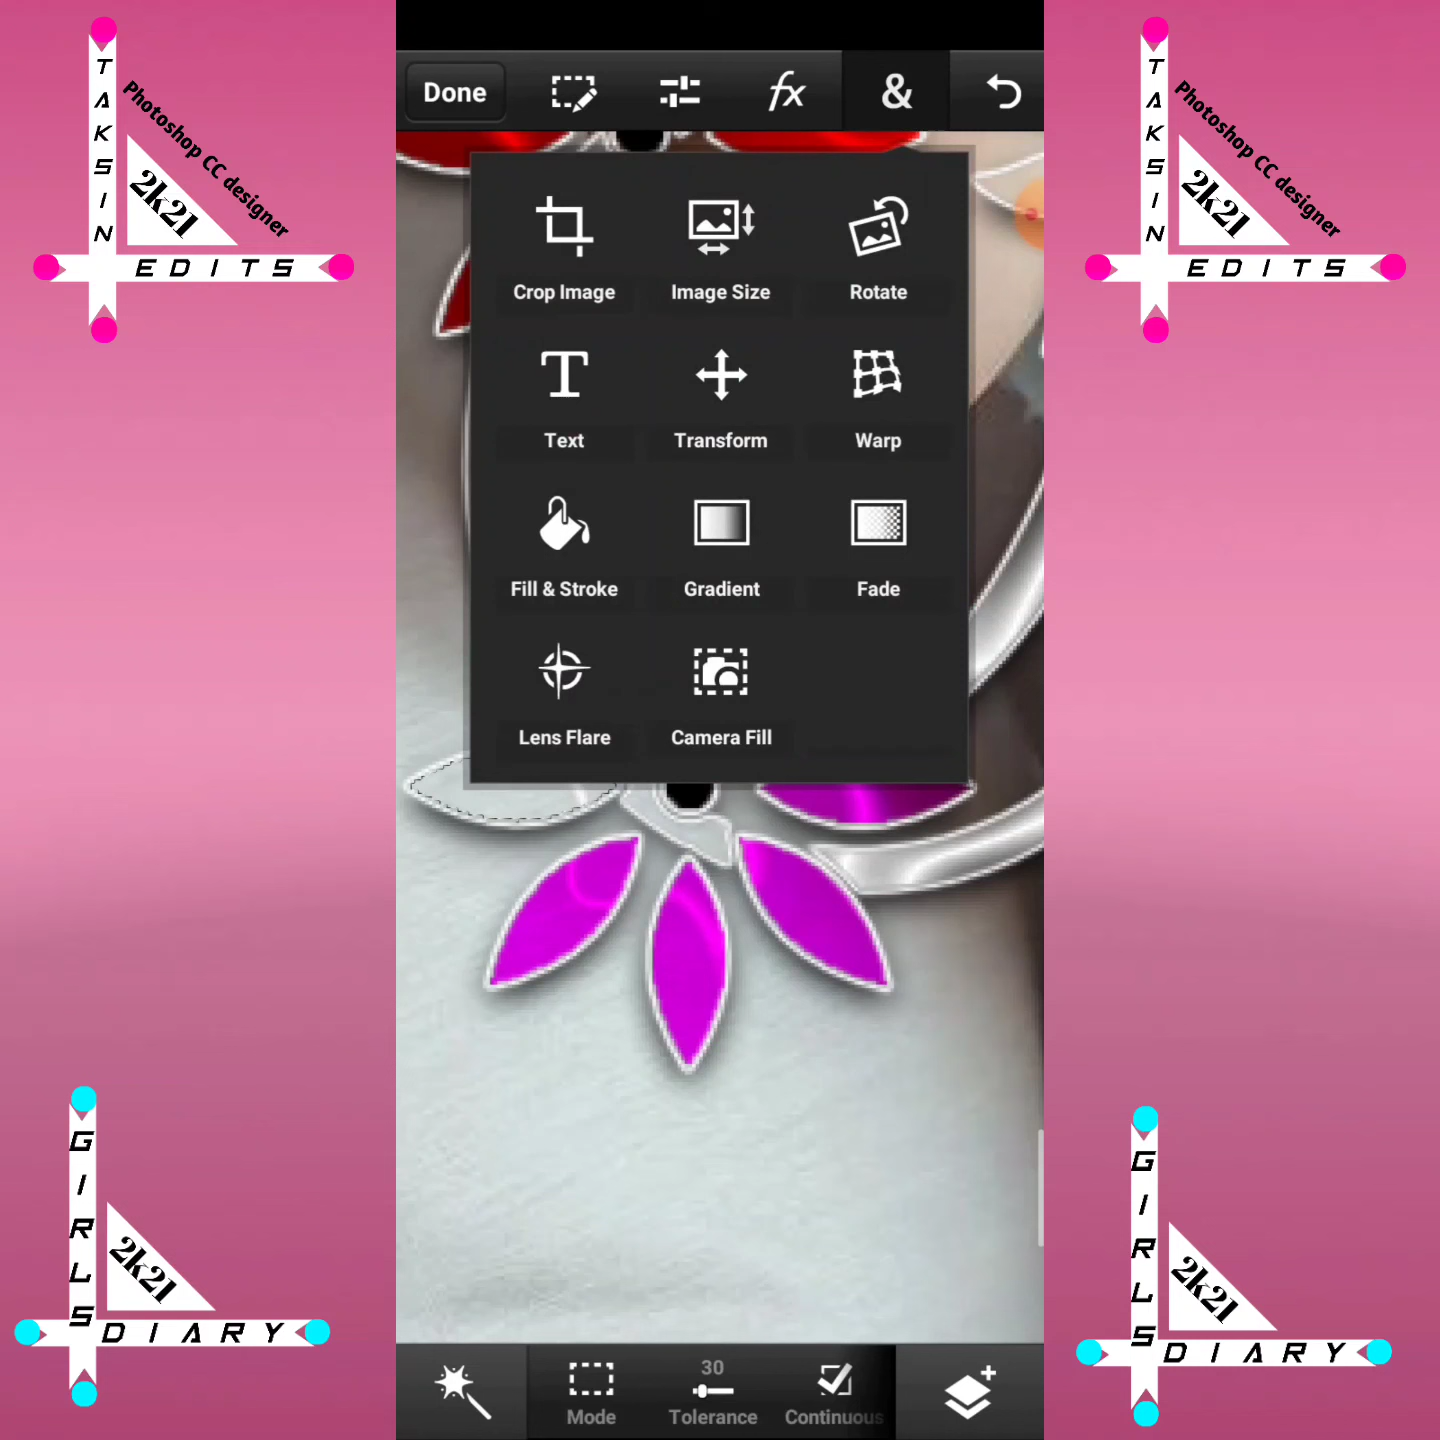 TAKSIN
Photoshop CC designer
2k21
EDITS
Done
fx
&
Crop Image
Image Size
Rotate
T
Text
Transform
Warp
Fill & Stroke
Gradient
Fade
Lens Flare
Camera Fill
30
Mode
Tolerance
Continuous
TAKSIN
Photoshop CC designer
2k21
EDITS
GIRLS
2k21
DIARY
GIRLS
2k21
DIARY